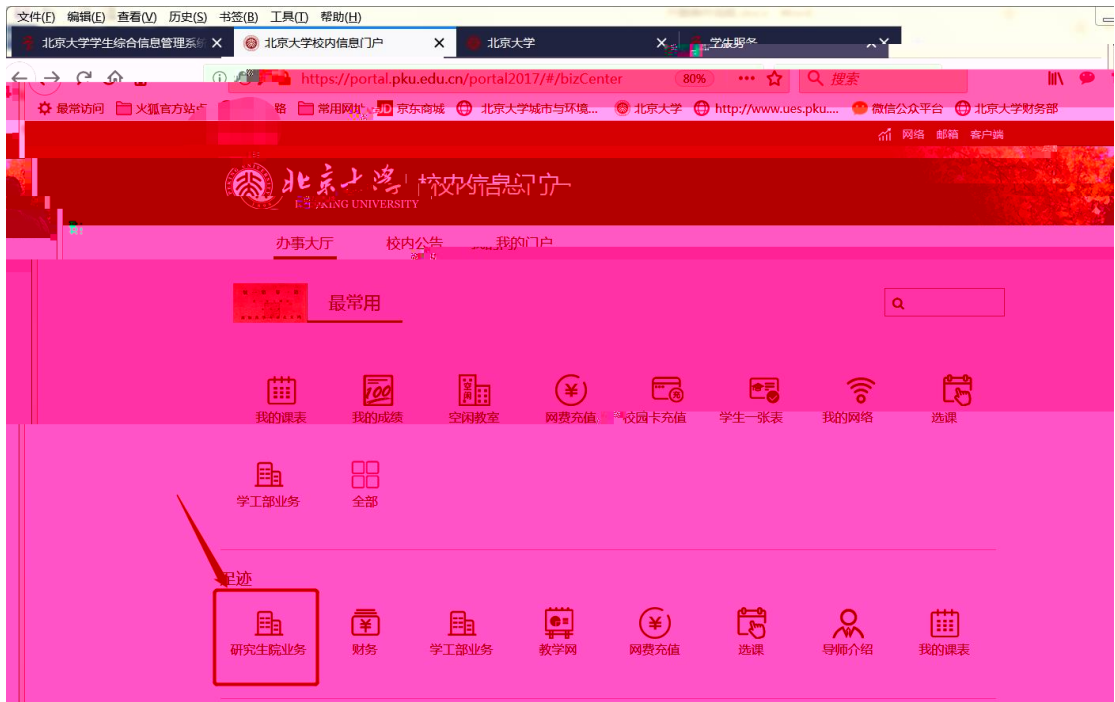 文件(F) 编辑(E) 查看(V) 历史(S) 书签(B) 工具(T) 帮助(H)
北京大学学生综合信息管理系统 北京大学校内信息门户 北京大学
https://portal.pku.edu.cn/portal2017/#/bizCenter 80% 搜索
最常访问 火狐官方站点 常用网址 JD 京东商城 北京大学城市与环境... 北京大学 http://www.ues.pku.... 微信公众平台 北京大学财务部
网络 邮箱 客户端
北京大学 校内信息门户
UNIVERSITY
办事大厅 校内公告 我的门户
最常用
我的课表 我的成绩 空闲教室 网费充值 校园卡充值 学生一张表 我的网络 选课
学工部业务 全部
足迹
研究生院业务 财务 学工部业务 教学网 网费充值 选课 导师介绍 我的课表